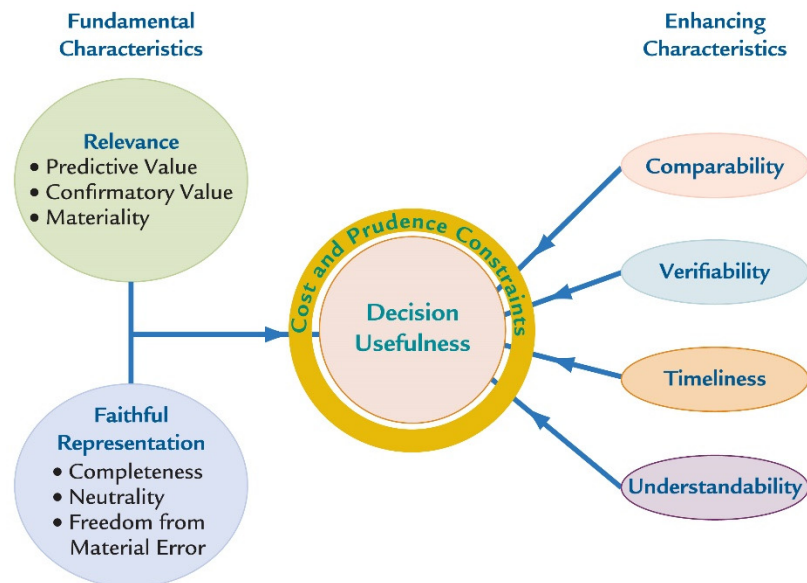 Fundamental
Characteristics
Relevance
• Predictive Value
• Confirmatory Value
• Materiality
Faithful
Representation
• Completeness
• Neutrality
• Freedom from
Material Error
Cost and Prudence Constraints
Decision
Usefulness
Enhancing
Characteristics
Comparability
Verifiability
Timeliness
Understandability